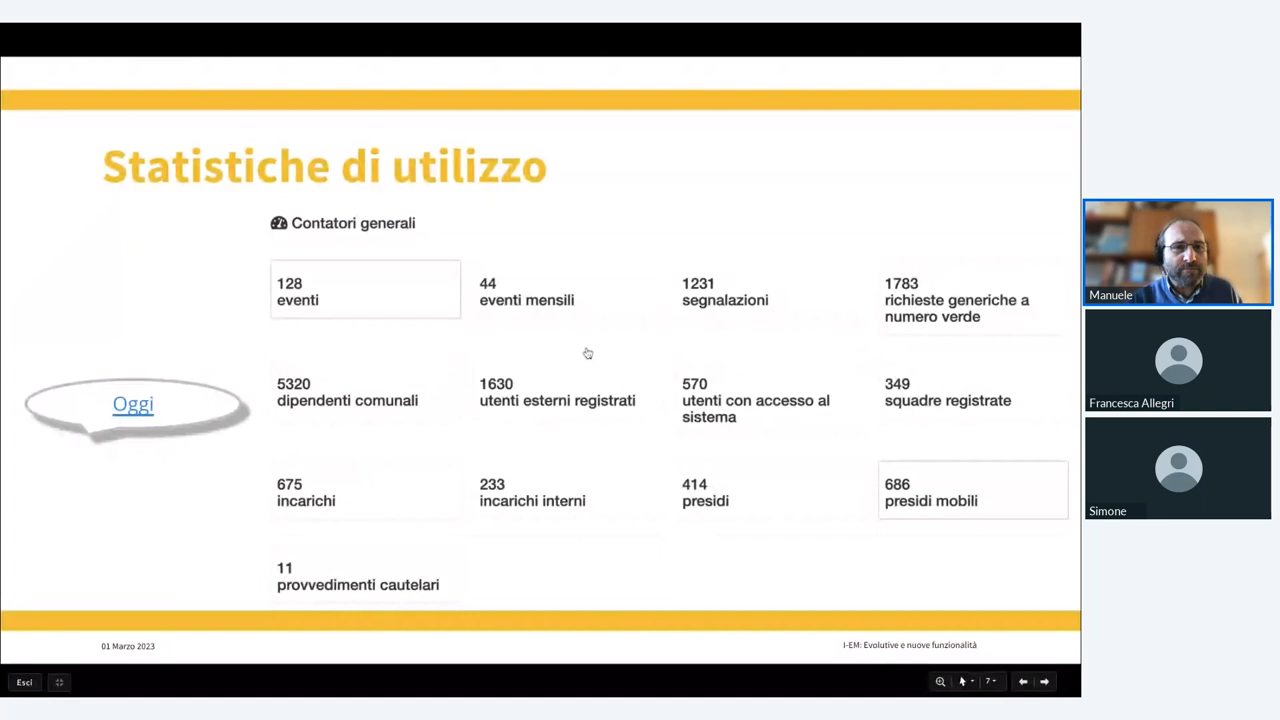 Statistiche di utilizzo
Contatori generali
128
eventi
44
eventi mensili
1231
segnalazioni
1783
richieste generiche a
numero verde
5320
dipendenti comunali
1630
utenti esterni registrati
570
utenti con accesso al
sistema
349
squadre registrate
Oggi
675
incarichi
233
incarichi interni
414
presidi
686
presidi mobili
11
provvedimenti cautelari
01 Marzo 2023
I-EM: Evolutive e nuove funzionalità
Esci
7
Manuele
Francesca Allegri
Simone